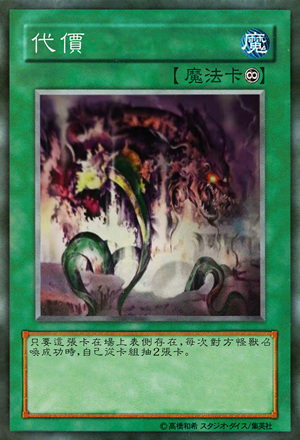 代價
魔
【魔法卡】
只要這張卡在場上表側存在,每次對方怪獸召
喚成功時,自己從卡組抽2張卡。
©高橋和希 スタジオ・ダイス/集英社